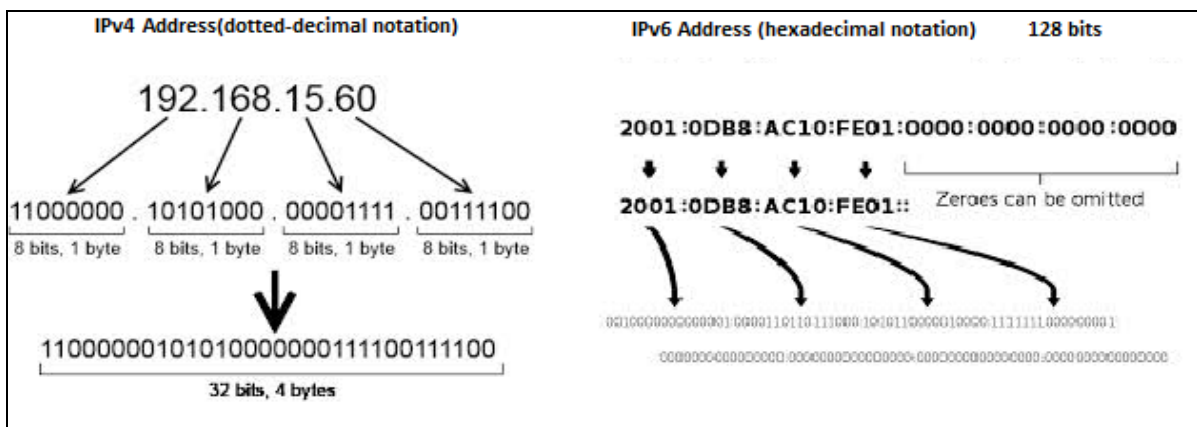 IPv4 Address(dotted-decimal notation)
192.168.15.60
11000000 . 10101000 . 00001111 . 00111100
8 bits, 1 byte 8 bits, 1 byte 8 bits, 1 byte 8 bits, 1 byte
11000000101010000000111100111100
32 bits, 4 bytes
IPv6 Address (hexadecimal notation) 128 bits
2001:0DB8:AC10:FE01:0000:0000:0000:0000
2001:0DB8:AC10:FE01:: Zeroes can be omitted